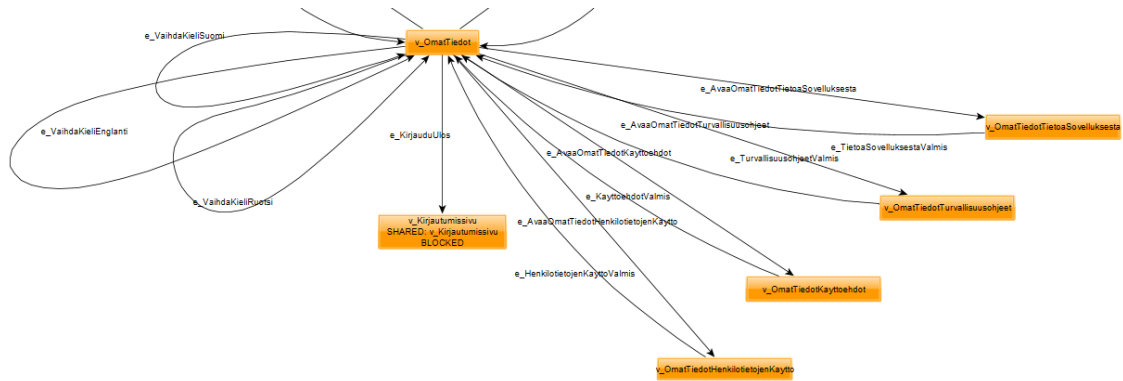 e_VaihdaKieliSuomi
v_OmatTiedot
e_AvaaOmatTiedotTietoaSovelluksesta
e_VaihdaKieliEnglanti
e_KirjauduUlos
e_AvaaOmatTiedotTurvallisuusohjeet
v_OmatTiedotTietoaSovelluksesta
e_AvaaOmatTiedotKayttoehdot
e_TietoaSovelluksestaValmis
e_TurvallisuusohjeetValmis
e_VaihdaKieliRuotsi
e_KayttoehdotValmis
v_OmatTiedotTurvallisuusohjeet
v_Kirjautumissivu
SHARED: v_Kirjautumissivu
BLOCKED
e_AvaaOmatTiedotHenkilotietojenKaytto
e_HenkilotietojenKayttoValmis
v_OmatTiedotKayttoehdot
v_OmatTiedotHenkilotietojenKaytto